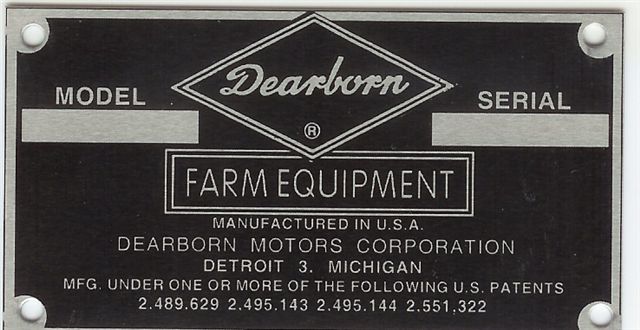 Dearborn
MODEL
SERIAL
®
FARM EQUIPMENT
MANUFACTURED IN U.S.A.
DEARBORN MOTORS CORPORATION
DETROIT 3. MICHIGAN
MFG. UNDER ONE OR MORE OF THE FOLLOWING U.S. PATENTS
2.489.629 2.495.143 2.495.144 2.551,322